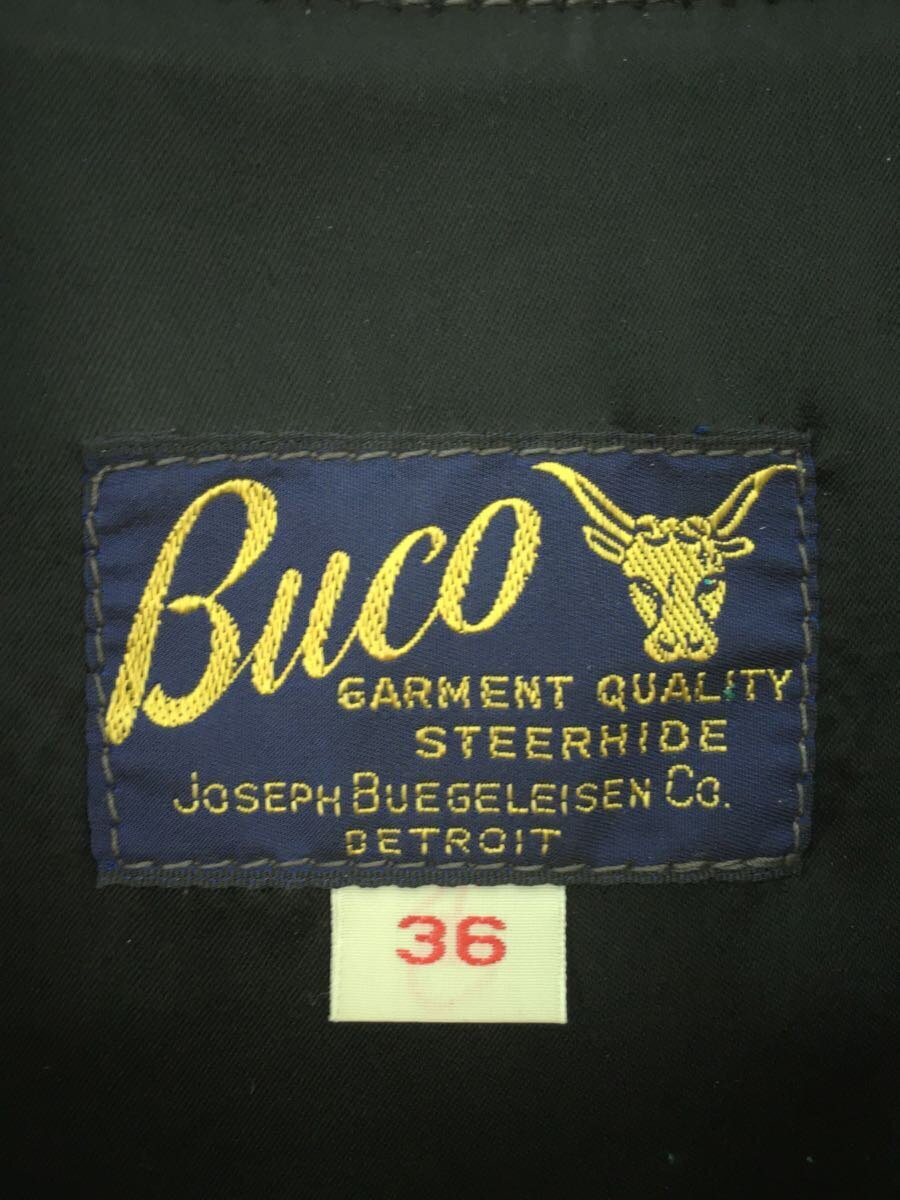 Buco
GARMENT QUALITY
STEERHIDE
JOSEPH BUEGELEISEN CO.
DETROIT
36